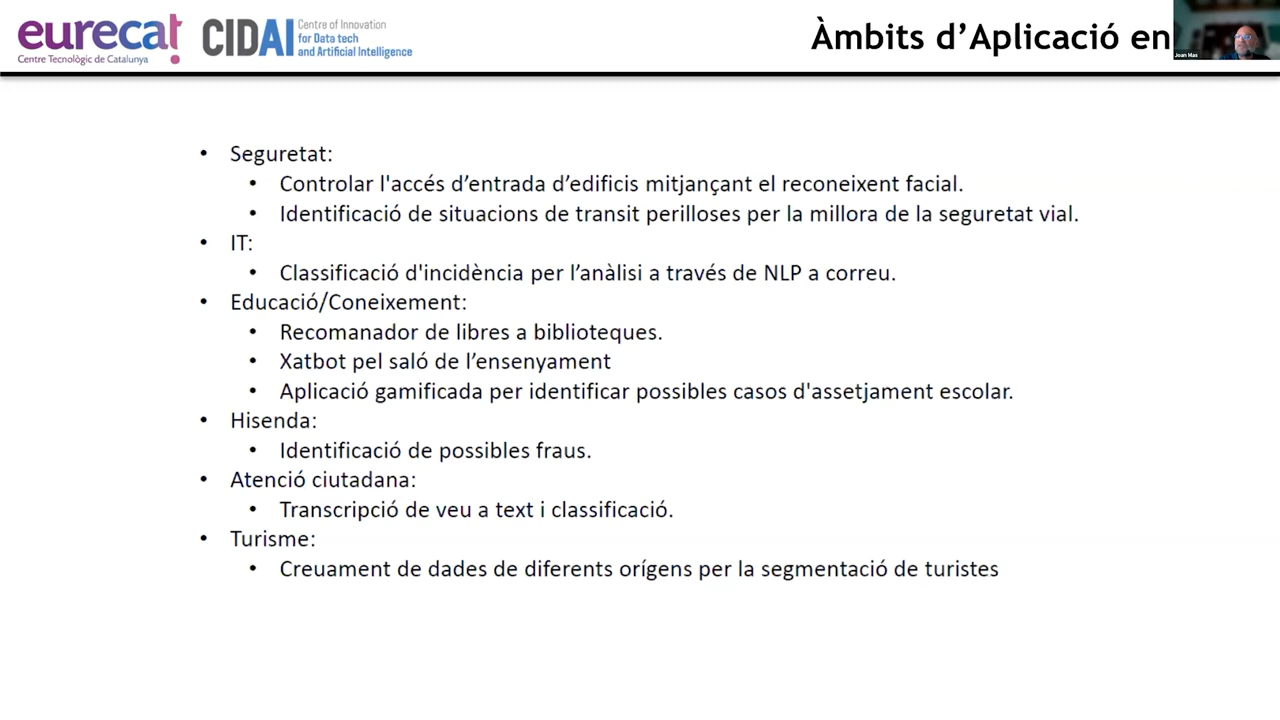 eurecat
Centre Tecnològic de Catalunya
CIDAI
Centre of Innovation
for Data tech
and Artificial Intelligence
Àmbits d’Aplicació en
Joan Mas
• Seguretat:
• Controlar l'accés d’entrada d’edificis mitjançant el reconeixent facial.
• Identificació de situacions de transit perilloses per la millora de la seguretat vial.
• IT:
• Classificació d'incidència per l’anàlisi a través de NLP a correu.
• Educació/Coneixement:
• Recomanador de libres a biblioteques.
• Xatbot pel saló de l’ensenyament
• Aplicació gamificada per identificar possibles casos d'assetjament escolar.
• Hisenda:
• Identificació de possibles fraus.
• Atenció ciutadana:
• Transcripció de veu a text i classificació.
• Turisme:
• Creuament de dades de diferents orígens per la segmentació de turistes